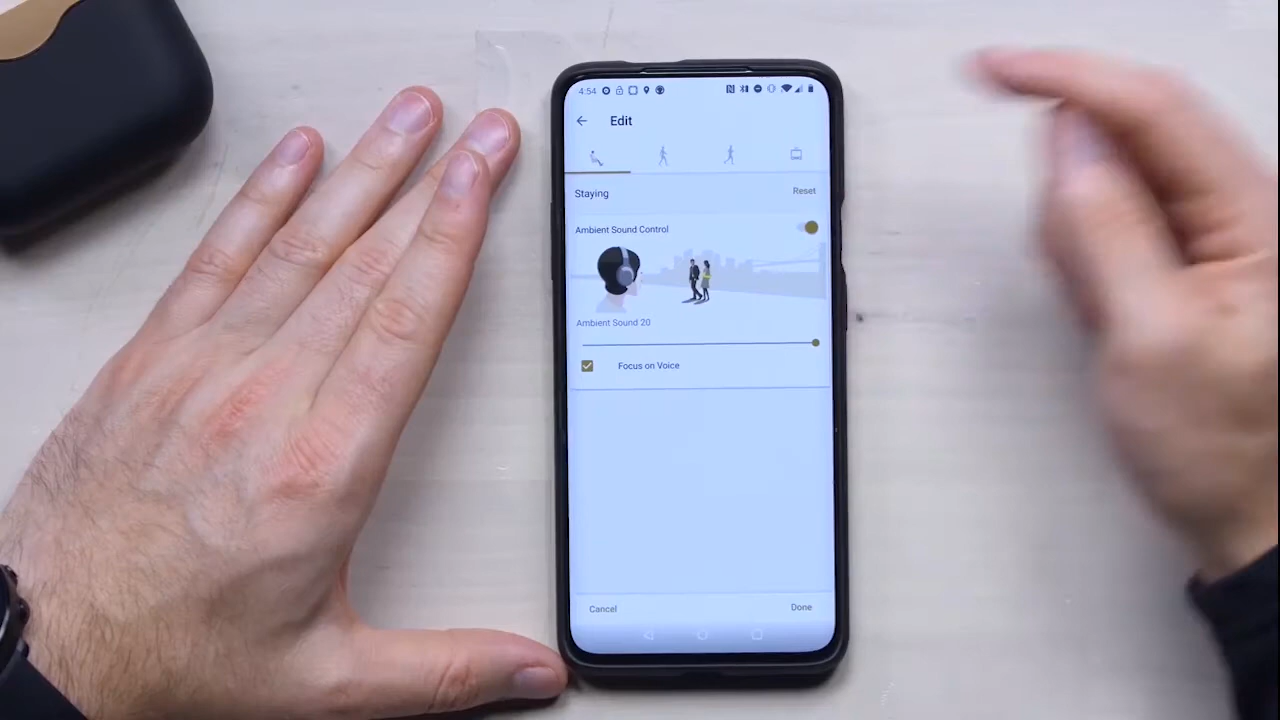 4:54
Edit
Staying
Reset
Ambient Sound Control
Ambient Sound 20
Focus on Voice
Cancel
Done